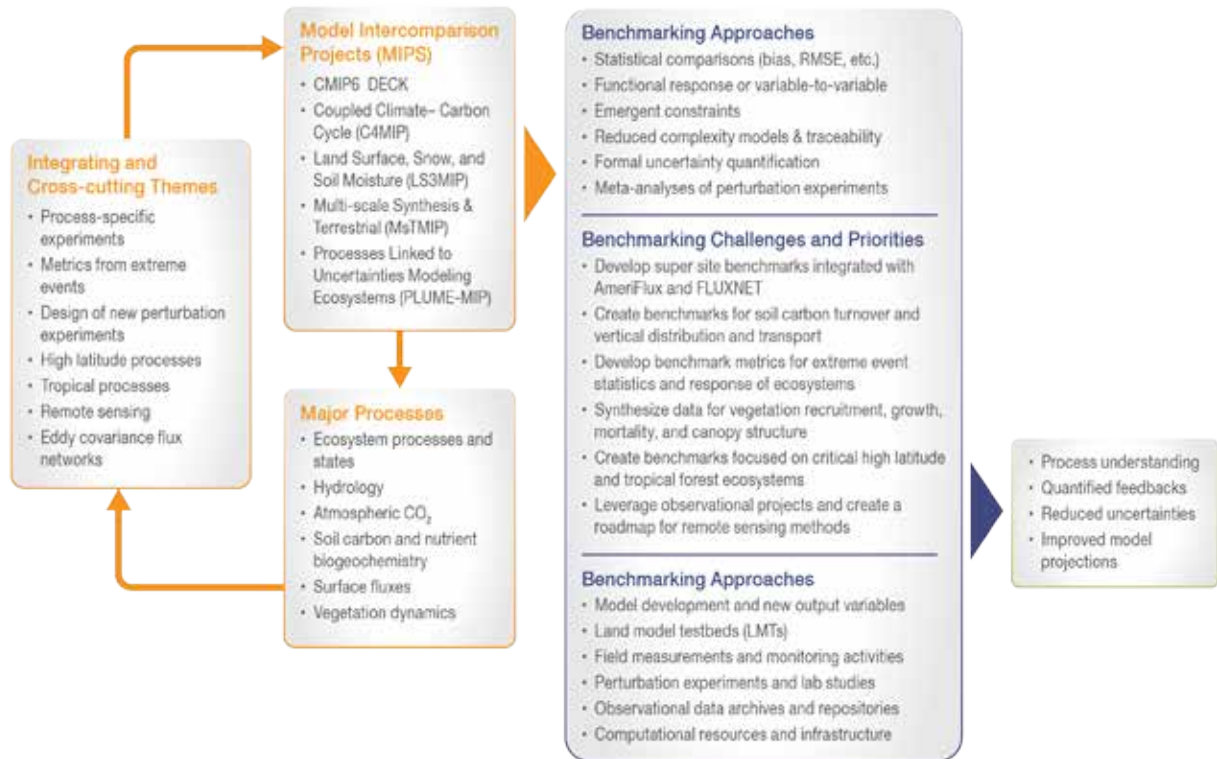 Model Intercomparison
Projects (MIPS)
• CMIP6 DECK
• Coupled Climate– Carbon
Cycle (C4MIP)
• Land Surface, Snow, and
Soil Moisture (LS3MIP)
• Multi-scale Synthesis &
Terrestrial (MsTMIP)
• Processes Linked to
Uncertainties Modeling
Ecosystems (PLUME-MIP)
Integrating and
Cross-cutting Themes
• Process-specific
experiments
• Metrics from extreme
events
• Design of new perturbation
experiments
• High latitude processes
• Tropical processes
• Remote sensing
• Eddy covariance flux
networks
Major Processes
• Ecosystem processes and
states
• Hydrology
• Atmospheric CO₂
• Soil carbon and nutrient
biogeochemistry
• Surface fluxes
• Vegetation dynamics
Benchmarking Approaches
• Statistical comparisons (bias, RMSE, etc.)
• Functional response or variable-to-variable
• Emergent constraints
• Reduced complexity models & traceability
• Formal uncertainty quantification
• Meta-analyses of perturbation experiments
Benchmarking Challenges and Priorities
• Develop super site benchmarks integrated with
AmeriFlux and FLUXNET
• Create benchmarks for soil carbon turnover and
vertical distribution and transport
• Develop benchmark metrics for extreme event
statistics and response of ecosystems
• Synthesize data for vegetation recruitment, growth,
mortality, and canopy structure
• Create benchmarks focused on critical high latitude
and tropical forest ecosystems
• Leverage observational projects and create a
roadmap for remote sensing methods
Benchmarking Approaches
• Model development and new output variables
• Land model testbeds (LMTs)
• Field measurements and monitoring activities
• Perturbation experiments and lab studies
• Observational data archives and repositories
• Computational resources and infrastructure
• Process understanding
• Quantified feedbacks
• Reduced uncertainties
• Improved model
projections